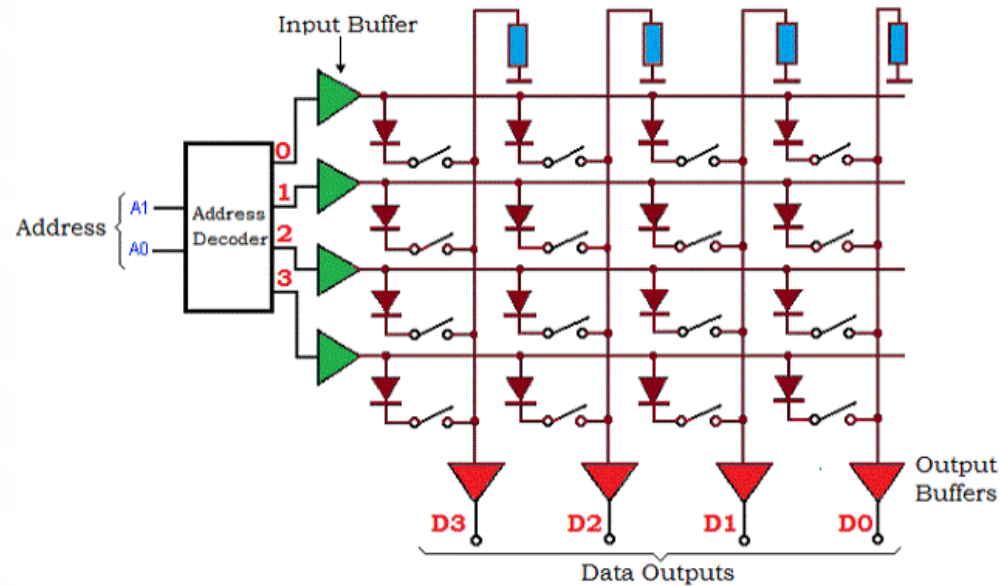 Input Buffer
0
1
2
3
Address
A1
A0
Address
Decoder
Output
Buffers
D3
D2
D1
D0
Data Outputs